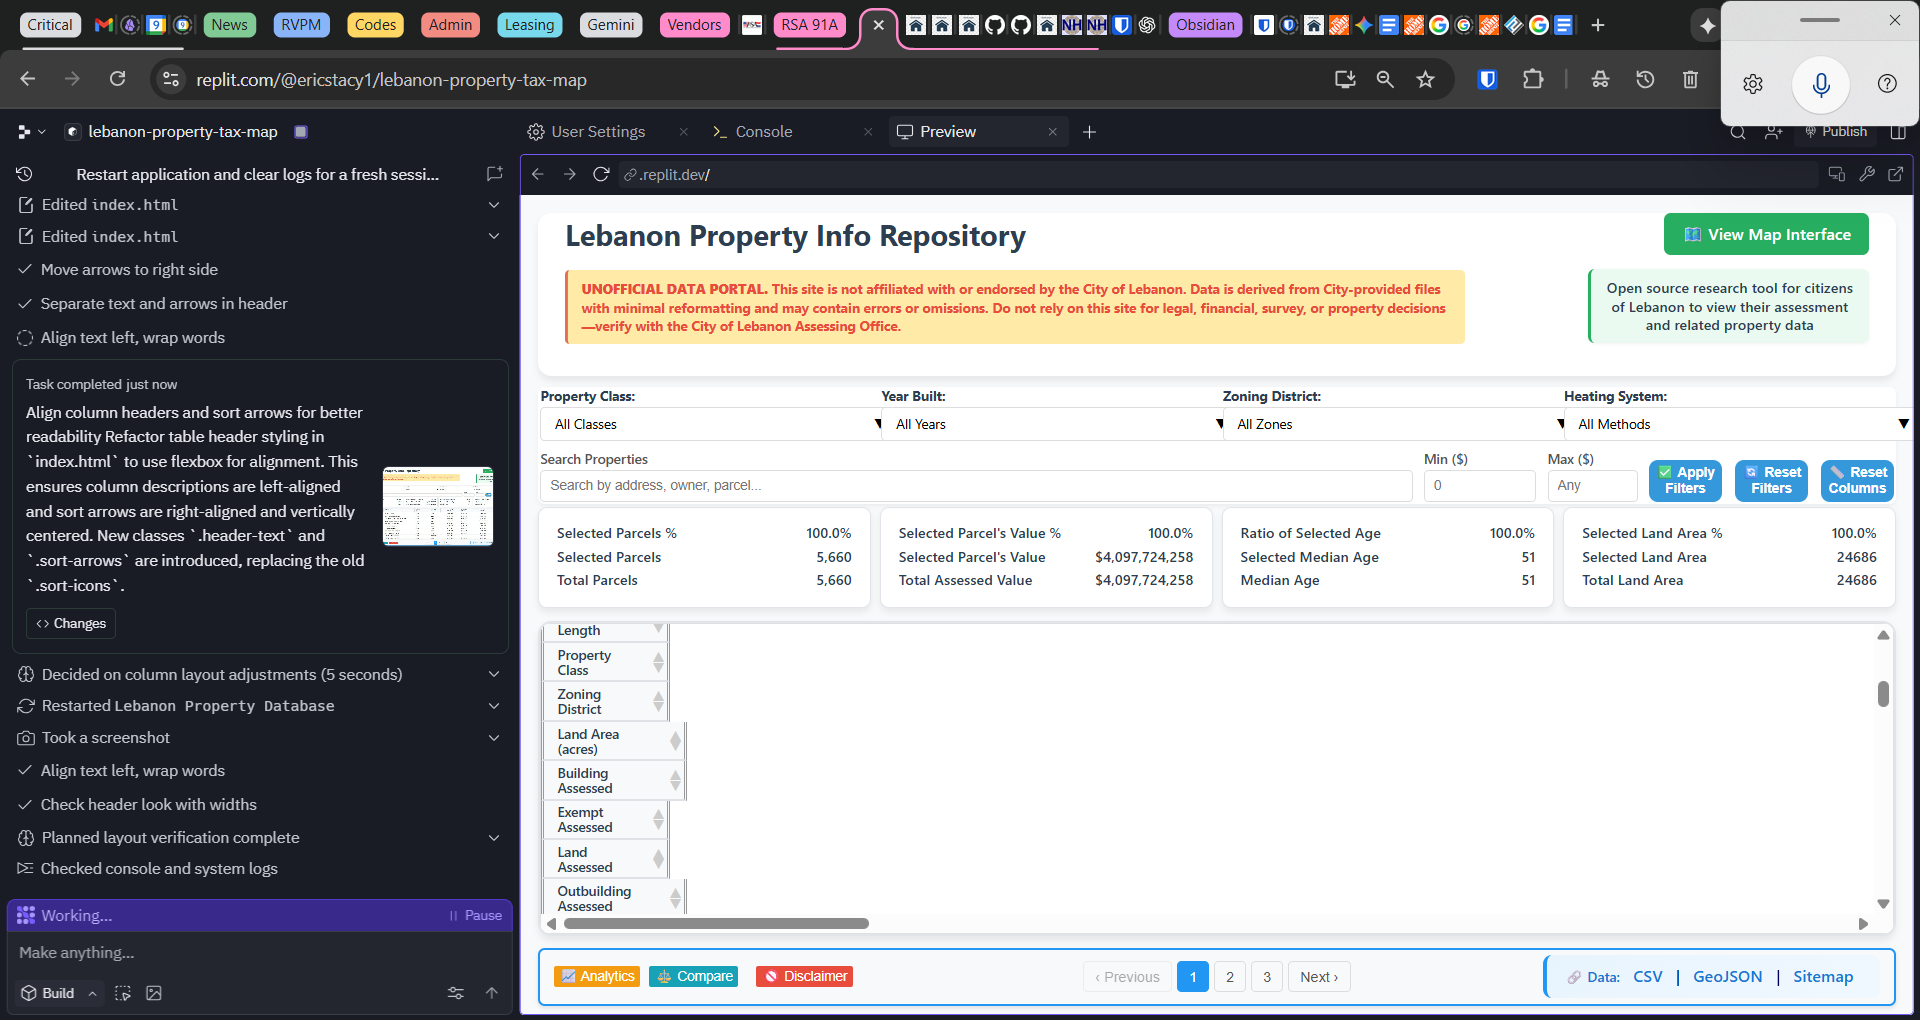 Critical
News
RVPM
Codes
Admin
Leasing
Gemini
Vendors
RSA 91A
Obsidian
replit.com/@ericstacy1/lebanon-property-tax-map
lebanon-property-tax-map
User Settings
Console
Preview
Publish
Restart application and clear logs for a fresh sessi...
.replit.dev/
Edited index.html
Edited index.html
Move arrows to right side
Separate text and arrows in header
Align text left, wrap words
Task completed just now
Align column headers and sort arrows for better
readability Refactor table header styling in
`index.html` to use flexbox for alignment. This
ensures column descriptions are left-aligned
and sort arrows are right-aligned and vertically
centered. New classes `.header-text` and
`.sort-arrows` are introduced, replacing the old
`.sort-icons`.
Changes
Decided on column layout adjustments (5 seconds)
Restarted Lebanon Property Database
Took a screenshot
Align text left, wrap words
Check header look with widths
Planned layout verification complete
Checked console and system logs
Working...
Pause
Make anything...
Build
Lebanon Property Info Repository
View Map Interface
UNOFFICIAL DATA PORTAL. This site is not affiliated with or endorsed by the City of Lebanon. Data is derived from City-provided files
with minimal reformatting and may contain errors or omissions. Do not rely on this site for legal, financial, survey, or property decisions
—verify with the City of Lebanon Assessing Office.
Open source research tool for citizens
of Lebanon to view their assessment
and related property data
Property Class:
Year Built:
Zoning District:
Heating System:
All Classes
All Years
All Zones
All Methods
Search Properties
Min ($)
Max ($)
Search by address, owner, parcel...
0
Any
Apply
Filters
Reset
Filters
Reset
Columns
Selected Parcels % 100.0%
Selected Parcels 5,660
Total Parcels 5,660
Selected Parcel's Value % 100.0%
Selected Parcel's Value $4,097,724,258
Total Assessed Value $4,097,724,258
Ratio of Selected Age 100.0%
Selected Median Age 51
Median Age 51
Selected Land Area % 100.0%
Selected Land Area 24686
Total Land Area 24686
Length
Property
Class
Zoning
District
Land Area
(acres)
Building
Assessed
Exempt
Assessed
Land
Assessed
Outbuilding
Assessed
Analytics
Compare
Disclaimer
‹ Previous
1
2
3
Next ›
Data: CSV | GeoJSON | Sitemap